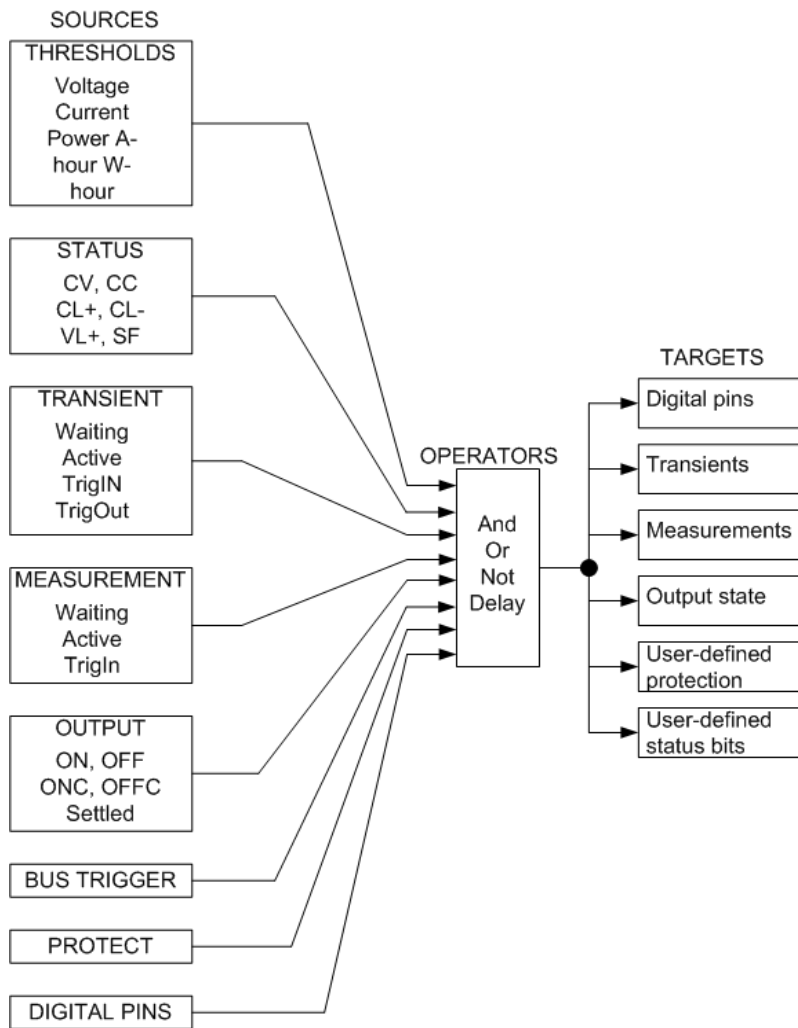 SOURCES
THRESHOLDS
Voltage
Current
Power A-
hour W-
hour
STATUS
CV, CC
CL+, CL-
VL+, SF
TRANSIENT
Waiting
Active
TrigIN
TrigOut
MEASUREMENT
Waiting
Active
TrigIn
OUTPUT
ON, OFF
ONC, OFFC
Settled
BUS TRIGGER
PROTECT
DIGITAL PINS
OPERATORS
And
Or
Not
Delay
TARGETS
Digital pins
Transients
Measurements
Output state
User-defined
protection
User-defined
status bits